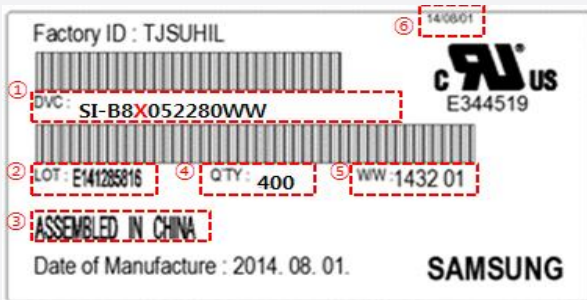 Factory ID : TJSUHIL
⑥ 14/08/01
c RU US
E344519
① DVC : SI-B8X052280WW
② LOT : E141285816 ④ Q'TY : 400 ⑤ WW :1432 01
③ ASSEMBLED IN CHINA
Date of Manufacture : 2014. 08. 01.
SAMSUNG